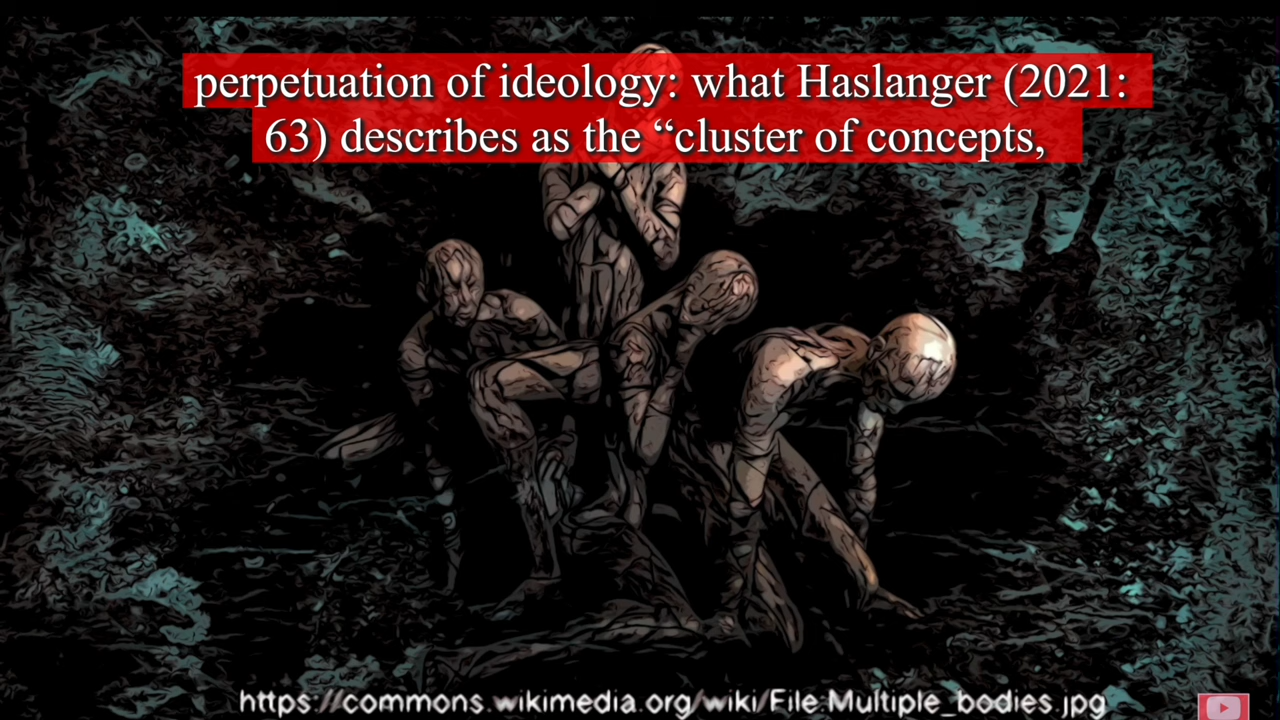 perpetuation of ideology: what Haslanger (2021:
63) describes as the “cluster of concepts,
https://commons.wikimedia.org/wiki/File:Multiple_bodies.jpg